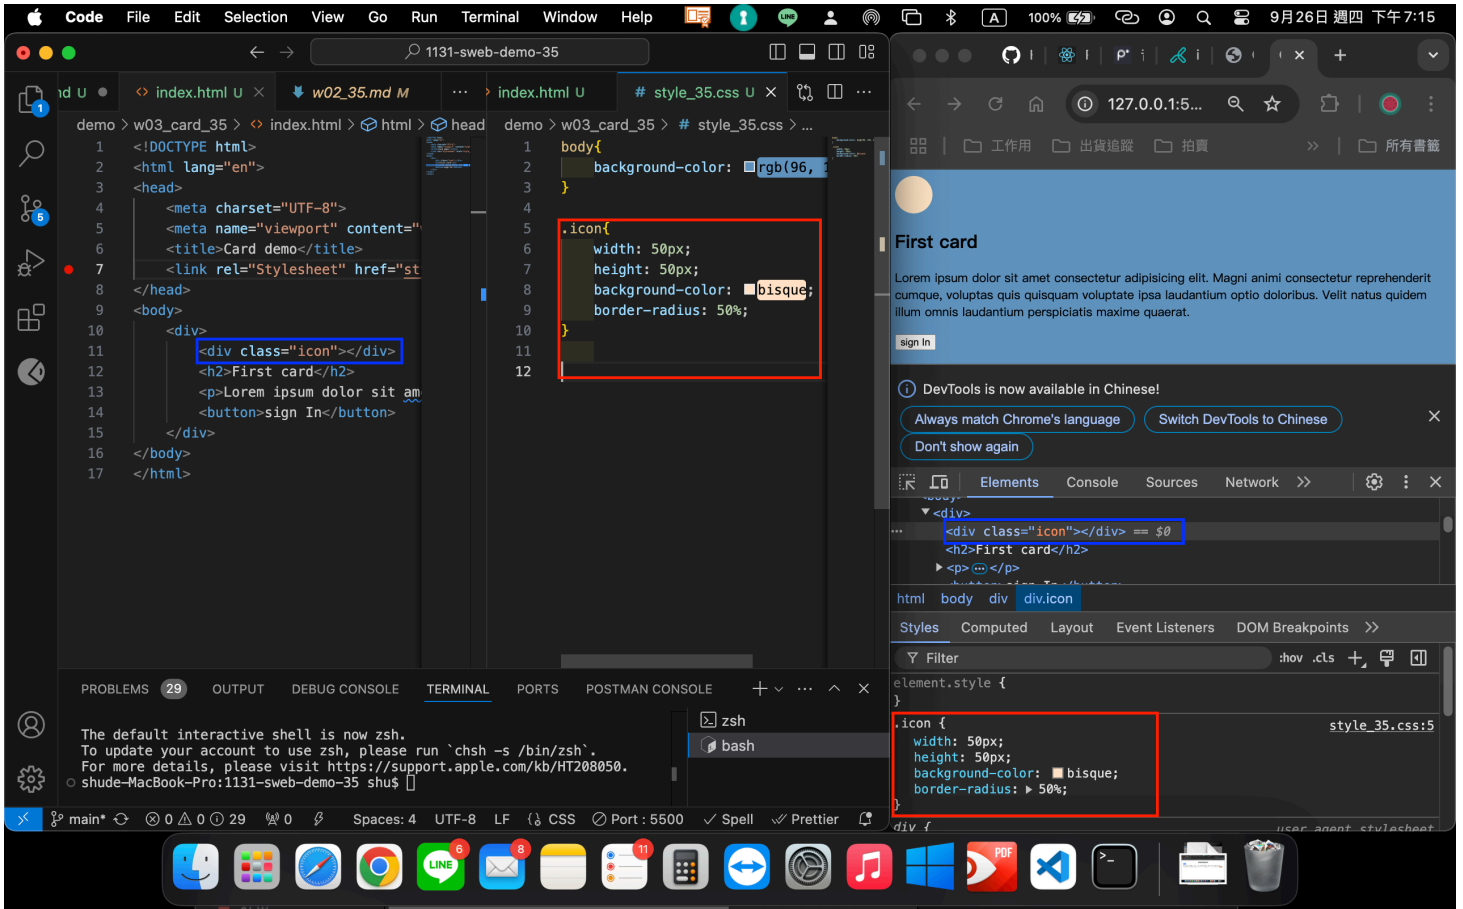 Code File Edit Selection View Go Run Terminal Window Help LINE A 100% 9月26日 週四 下午7:15
1131-sweb-demo-35
nd U index.html U w02_35.md M ...
demo > w03_card_35 > index.html > html > head
1 <!DOCTYPE html>
2 <html lang="en">
3 <head>
4 <meta charset="UTF-8">
5 <meta name="viewport" content="
6 <title>Card demo</title>
7 <link rel="Stylesheet" href="st
8 </head>
9 <body>
10 <div>
11 <div class="icon"></div>
12 <h2>First card</h2>
13 <p>Lorem ipsum dolor sit ame
14 <button>sign In</button>
15 </div>
16 </body>
17 </html>
index.html U # style_35.css U ...
demo > w03_card_35 > # style_35.css > ...
1 body{
2 background-color: rgb(96, 1
3 }
4
5 .icon{
6 width: 50px;
7 height: 50px;
8 background-color: bisque;
9 border-radius: 50%;
10 }
11
12
1
5
PROBLEMS 29 OUTPUT DEBUG CONSOLE TERMINAL PORTS POSTMAN CONSOLE
The default interactive shell is now zsh.
To update your account to use zsh, please run `chsh -s /bin/zsh`.
For more details, please visit https://support.apple.com/kb/HT208050.
shude-MacBook-Pro:1131-sweb-demo-35 shu$
zsh
bash
main* 0 0 29 0 Spaces: 4 UTF-8 LF CSS Port : 5500 Spell Prettier
127.0.0.1:5...
工作用 出貨追蹤 拍賣 » 所有書籤
First card
Lorem ipsum dolor sit amet consectetur adipisicing elit. Magni animi consectetur reprehenderit
cumque, voluptas quis quisquam voluptate ipsa laudantium optio doloribus. Velit natus quidem
illum omnis laudantium perspiciatis maxime quaerat.
sign In
DevTools is now available in Chinese!
Always match Chrome's language Switch DevTools to Chinese
Don't show again
Elements Console Sources Network »
<body>
<div>
<div class="icon"></div> == $0
<h2>First card</h2>
<p>...</p>
<button>sign In</button>
html body div div.icon
Styles Computed Layout Event Listeners DOM Breakpoints »
Filter :hov .cls
element.style {
}
.icon { style_35.css:5
width: 50px;
height: 50px;
background-color: bisque;
border-radius: 50%;
}
div { user agent stylesheet
LINE 6 8 11 PDF